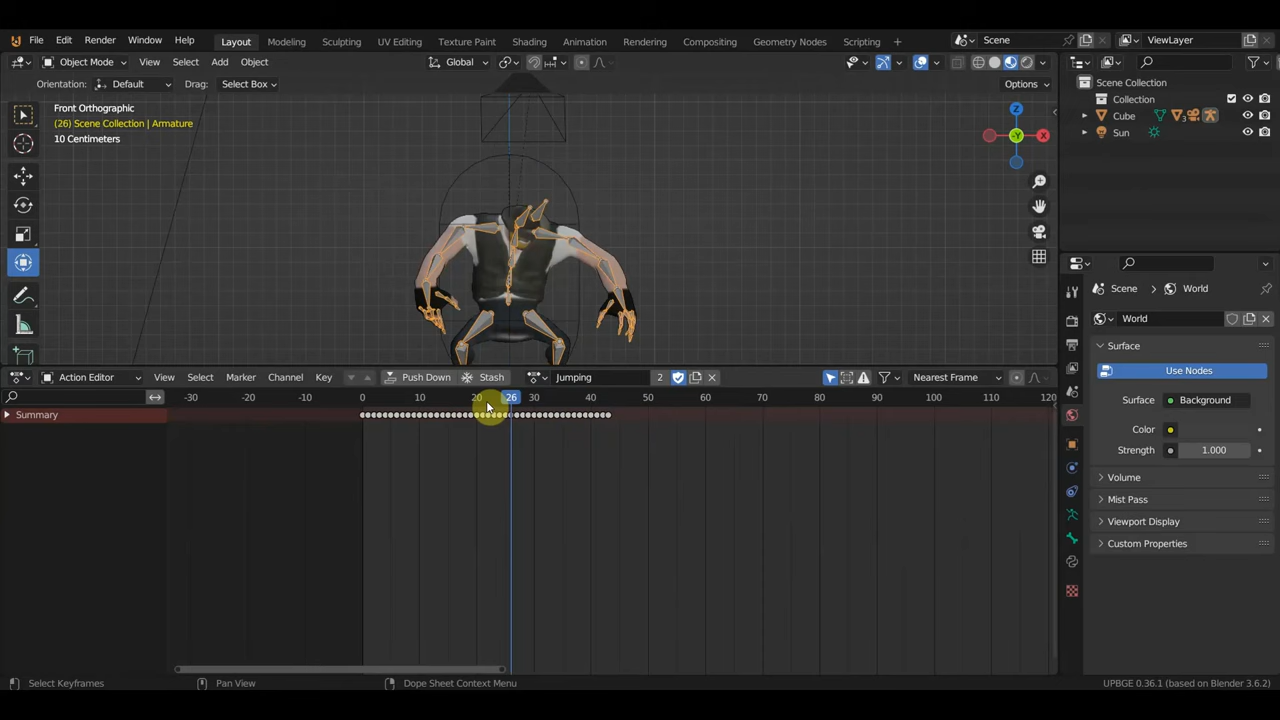 File Edit Render Window Help Layout Modeling Sculpting UV Editing Texture Paint Shading Animation Rendering Compositing Geometry Nodes Scripting + Scene ViewLayer
Object Mode View Select Add Object Global
Orientation: Default Drag: Select Box Options
Scene Collection
Collection
Cube 3
Sun
Front Orthographic
(26) Scene Collection | Armature
10 Centimeters
Z
-Y
X
Scene World
World
Surface
Use Nodes
Surface Background
Color
Strength 1.000
Volume
Mist Pass
Viewport Display
Custom Properties
Action Editor View Select Marker Channel Key Push Down Stash Jumping 2 Nearest Frame
-30 -20 -10 0 10 20 26 30 40 50 60 70 80 90 100 110 120
Summary
Select Keyframes Pan View Dope Sheet Context Menu UPBGE 0.36.1 (based on Blender 3.6.2)